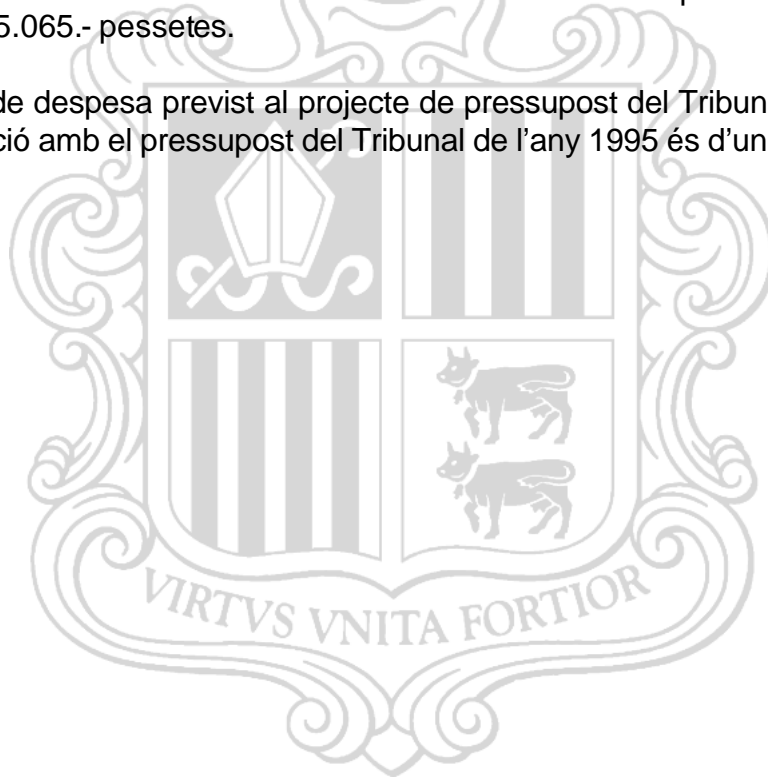 5.065.- pessetes.
de despesa previst al projecte de pressupost del Tribun
ció amb el pressupost del Tribunal de l’any 1995 és d’un
VIRTVS VNITA FORTIOR